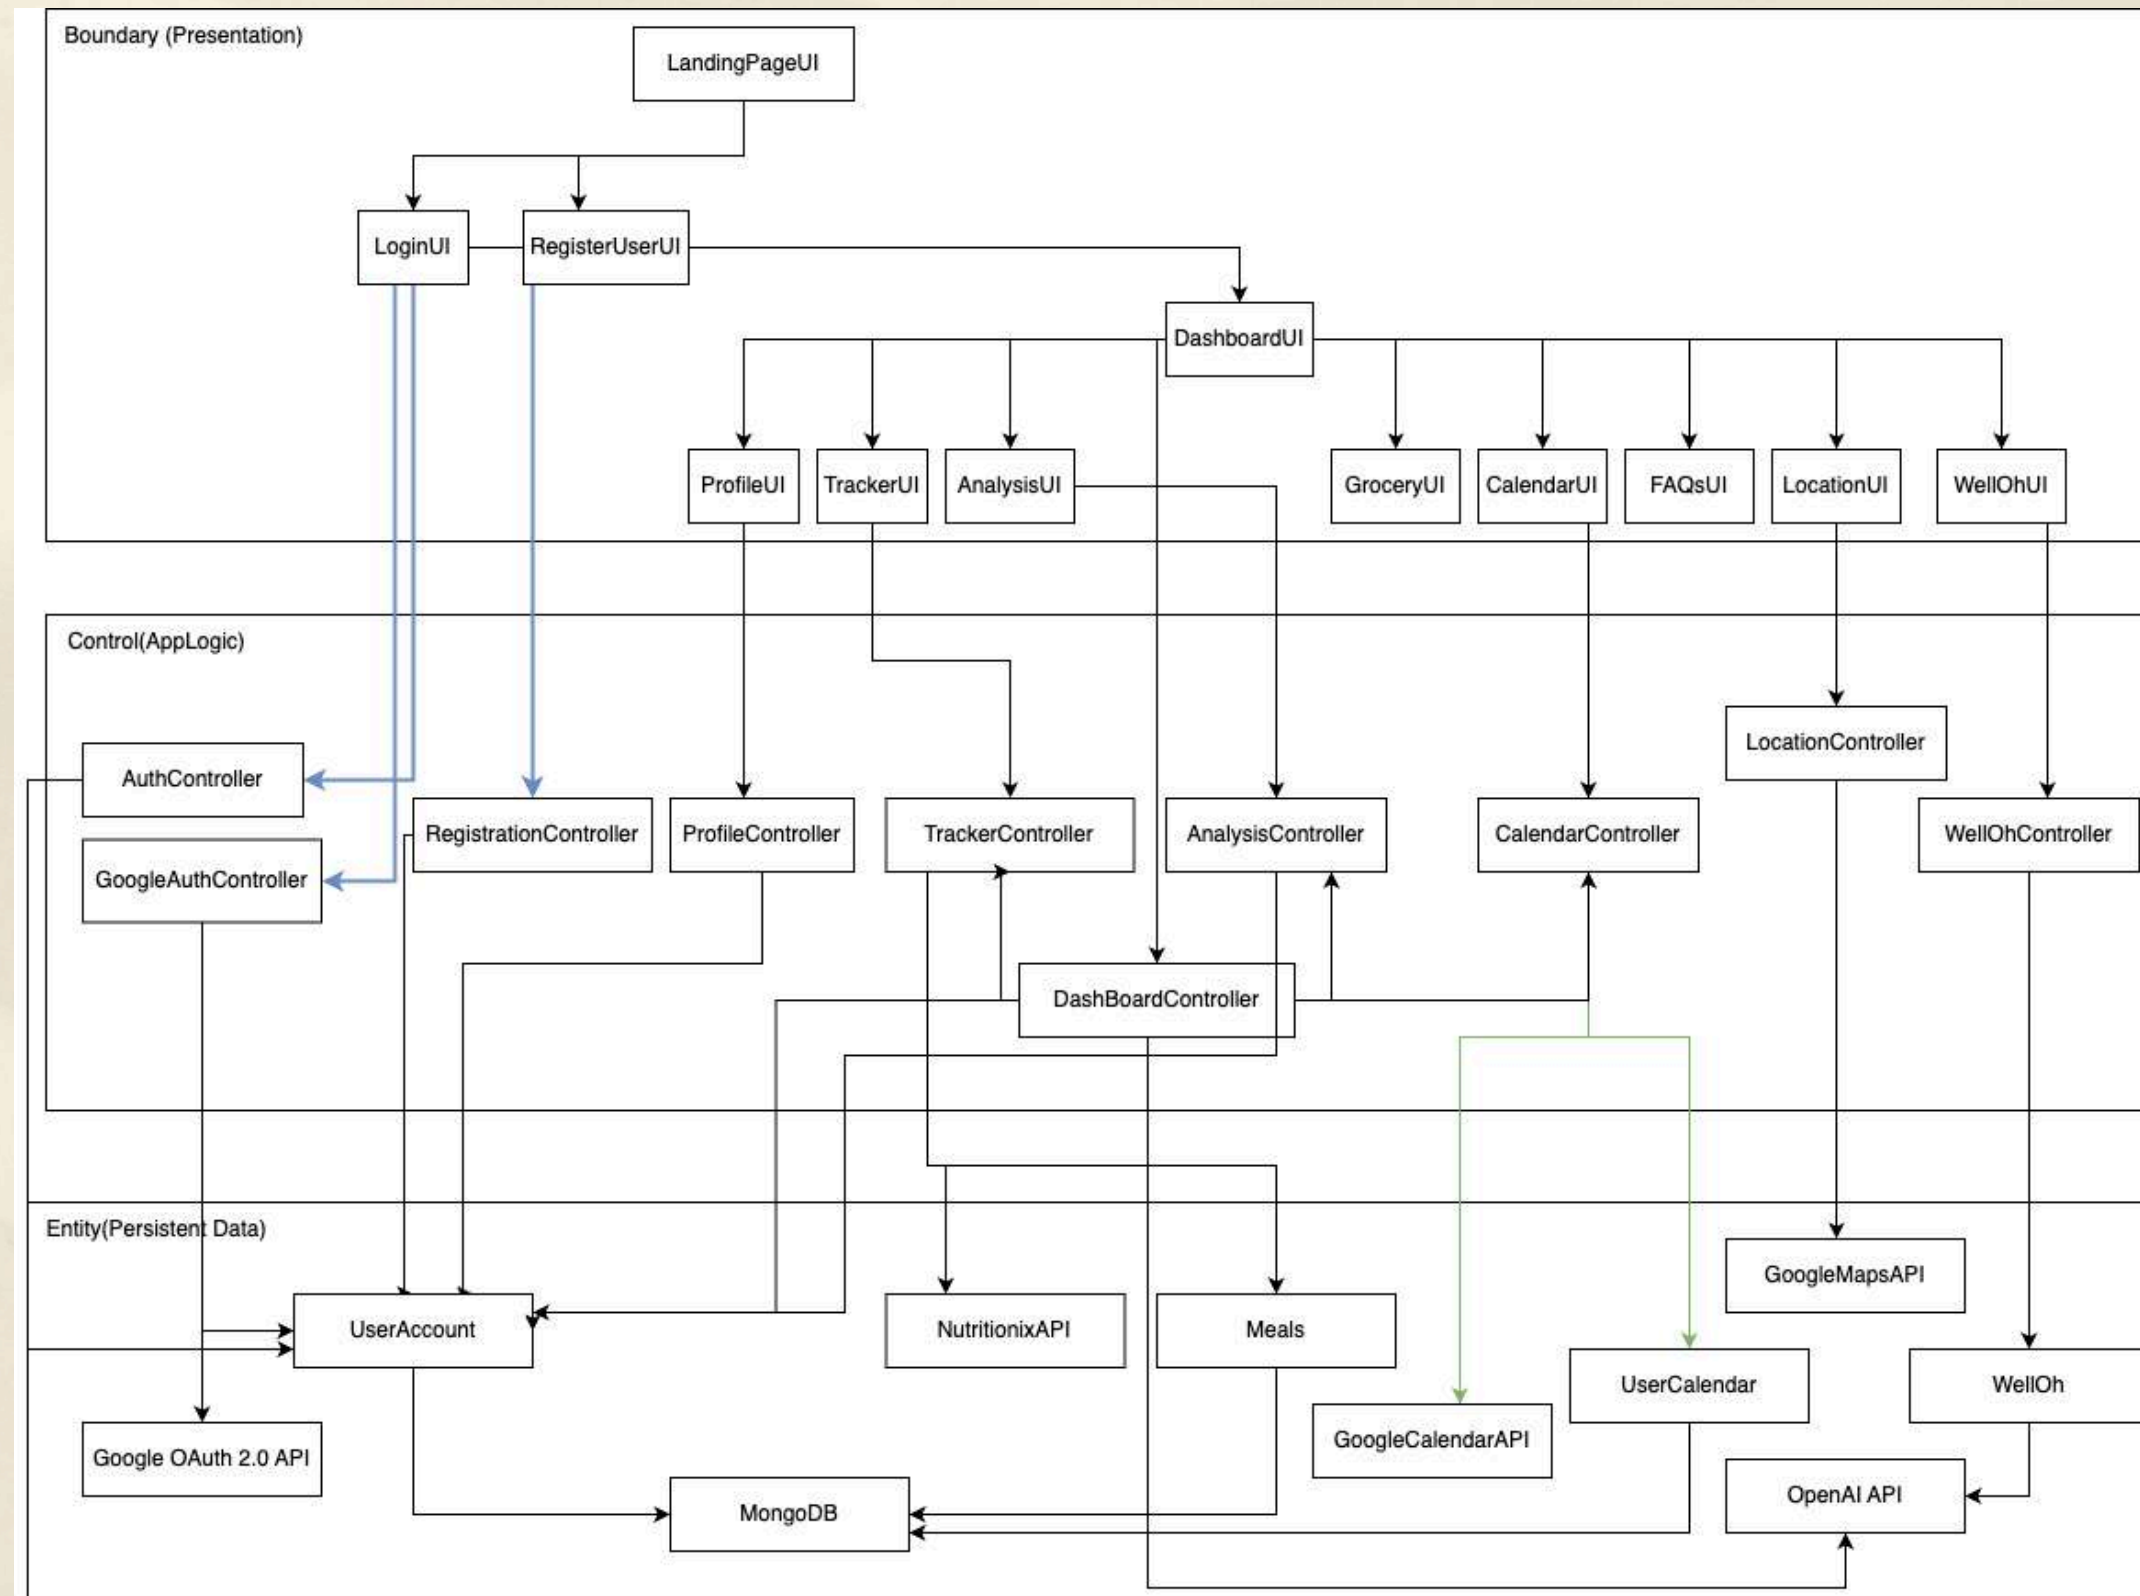 Boundary (Presentation)
LandingPageUI
LoginUI
RegisterUserUI
DashboardUI
ProfileUI
TrackerUI
AnalysisUI
GroceryUI
CalendarUI
FAQsUI
LocationUI
WellOhUI
Control(AppLogic)
LocationController
AuthController
RegistrationController
ProfileController
TrackerController
AnalysisController
CalendarController
WellOhController
GoogleAuthController
DashBoardController
Entity(Persistent Data)
GoogleMapsAPI
UserAccount
NutritionixAPI
Meals
UserCalendar
WellOh
GoogleCalendarAPI
Google OAuth 2.0 API
OpenAI API
MongoDB